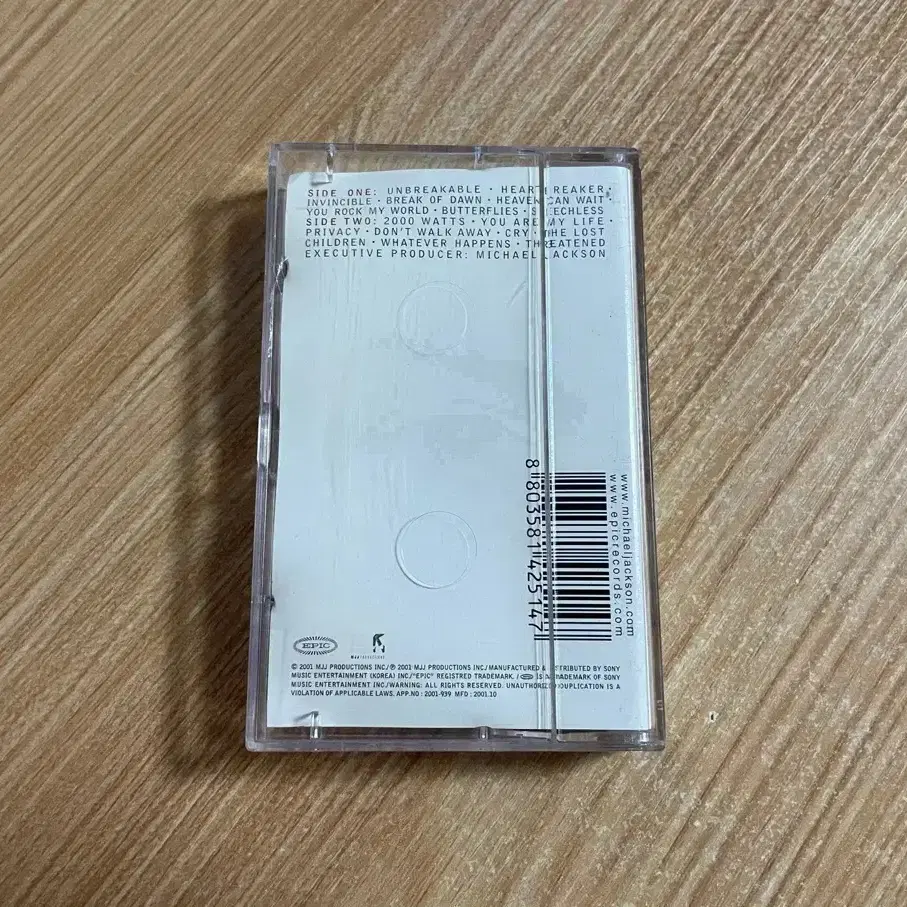 SIDE ONE: UNBREAKABLE · HEARTBREAKER ·
INVINCIBLE · BREAK OF DAWN · HEAVEN CAN WAIT ·
YOU ROCK MY WORLD · BUTTERFLIES · SPEECHLESS
SIDE TWO: 2000 WATTS · YOU ARE MY LIFE ·
PRIVACY · DON'T WALK AWAY · CRY · THE LOST
CHILDREN · WHATEVER HAPPENS · THREATENED
EXECUTIVE PRODUCER: MICHAEL JACKSON
www.michaeljackson.com
www.epicrecords.com
8 803581 425147
EPIC
MJJ PRODUCTIONS
© 2001 MJJ PRODUCTIONS INC./℗ 2001 MJJ PRODUCTIONS INC./MANUFACTURED & DISTRIBUTED BY SONY
MUSIC ENTERTAINMENT (KOREA) INC./"EPIC" REGISTRED TRADEMARK. / EPIC IS A TRADEMARK OF SONY
MUSIC ENTERTAINMENT INC./WARNING: ALL RIGHTS RESERVED. UNAUTHORIZED DUPLICATION IS A
VIOLATION OF APPLICABLE LAWS. APP.NO : 2001-939 MFD : 2001.10